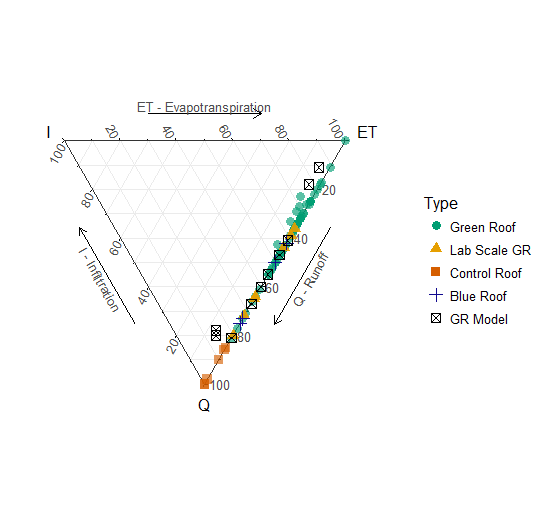 ET - Evapotranspiration
I
ET
20
40
60
80
100
100
80
60
40
20
20
40
60
80
100
I - Infiltration
Q - Runoff
Q
Type
Green Roof
Lab Scale GR
Control Roof
Blue Roof
GR Model